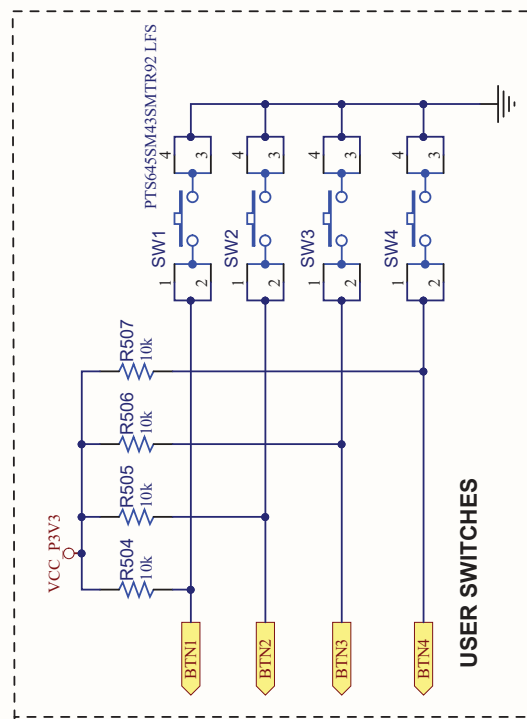 VCC_P3V3
R504
10k
R505
10k
R506
10k
R507
10k
PTS645SM43SMTR92 LFS
BTN1
1
2
SW1
4
3
BTN2
1
2
SW2
4
3
BTN3
1
2
SW3
4
3
BTN4
1
2
SW4
4
3
USER SWITCHES